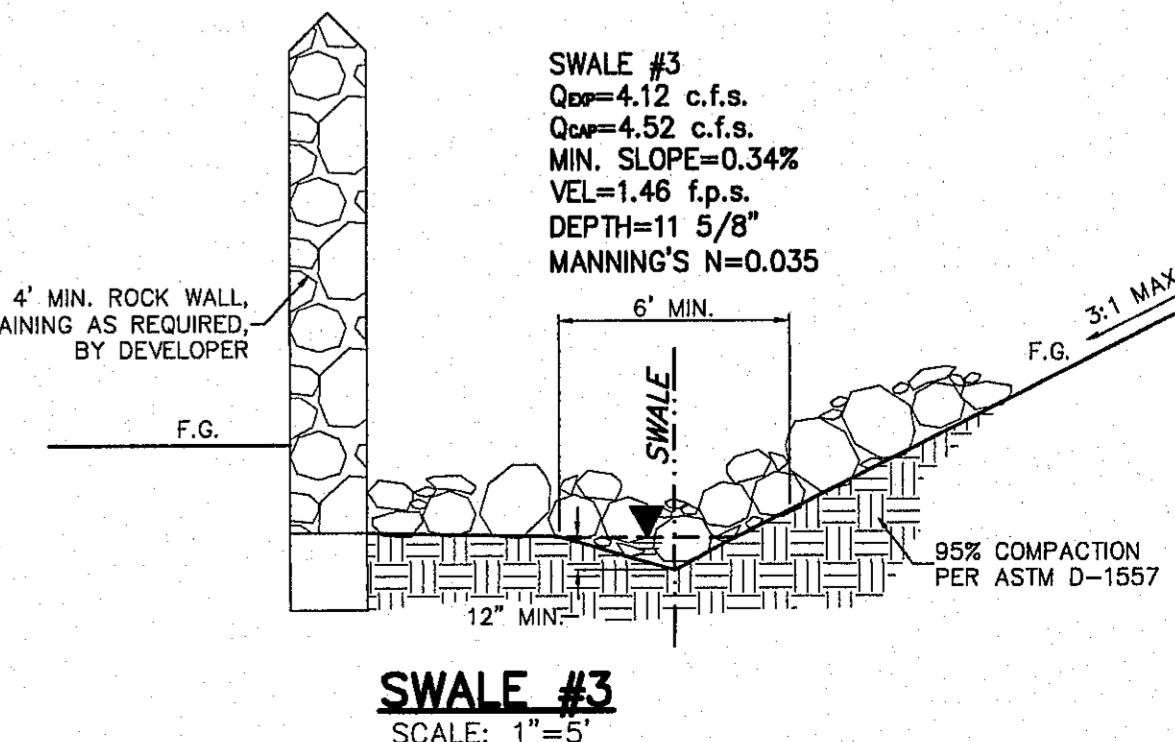 SWALE #3
QEXP=4.12 c.f.s.
QCAP=4.52 c.f.s.
MIN. SLOPE=0.34%
VEL=1.46 f.p.s.
DEPTH=11 5/8"
MANNING'S N=0.035
4' MIN. ROCK WALL,
AINING AS REQUIRED,
BY DEVELOPER
6' MIN.
3:1 MAX
F.G.
F.G.
SWALE
95% COMPACTION
PER ASTM D-1557
12" MIN.
SWALE #3
SCALE: 1"=5'